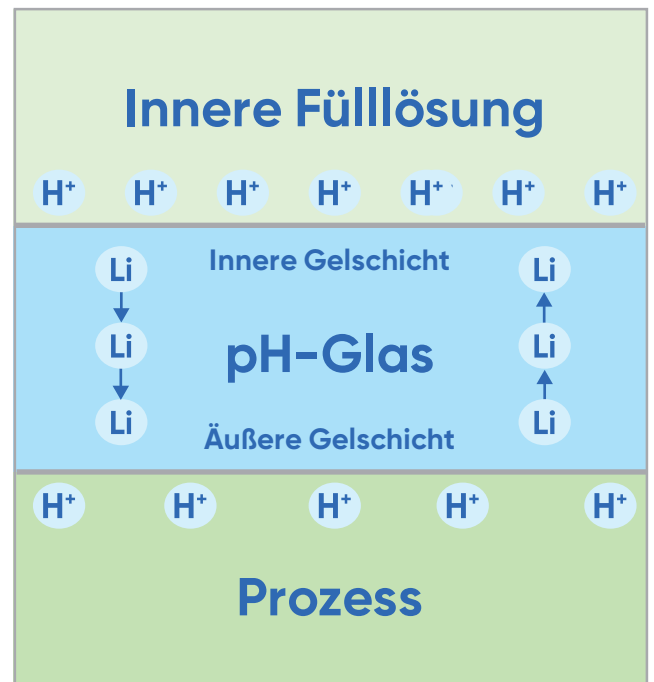 Innere Fülllösung
H⁺ H⁺ H⁺ H⁺ H⁺ H⁺ H⁺
Li Innere Gelschicht Li
Li pH-Glas Li
Li Äußere Gelschicht Li
H⁺ H⁺ H⁺ H⁺ H⁺
Prozess